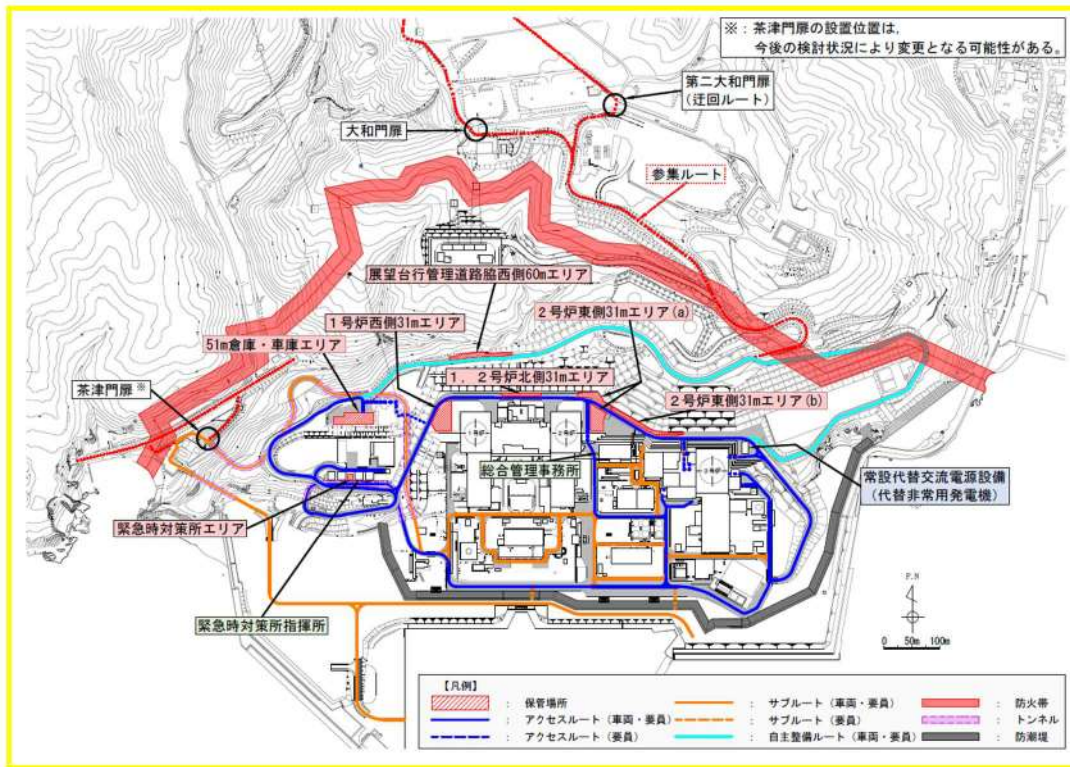 ※：茶津門扉の設置位置は，
今後の検討状況により変更となる可能性がある。
第二大和門扉
(迂回ルート)
大和門扉
参集ルート
展望台行管理道路脇西側60mエリア
1号炉西側31mエリア
2号炉東側31mエリア(a)
51m倉庫・車庫エリア
1，2号炉北側31mエリア
茶津門扉※
2号炉東側31mエリア(b)
1号炉
2号炉
3号炉
総合管理事務所
常設代替交流電源設備
(代替非常用発電機)
緊急時対策所エリア
緊急時対策所指揮所
P.N
0 50m 100m
【凡例】
： 保管場所
： サブルート（車両・要員）
： 防火帯
： アクセスルート（車両・要員）
： サブルート（要員）
： トンネル
： アクセスルート（要員）
： 自主整備ルート（車両・要員）
： 防潮堤